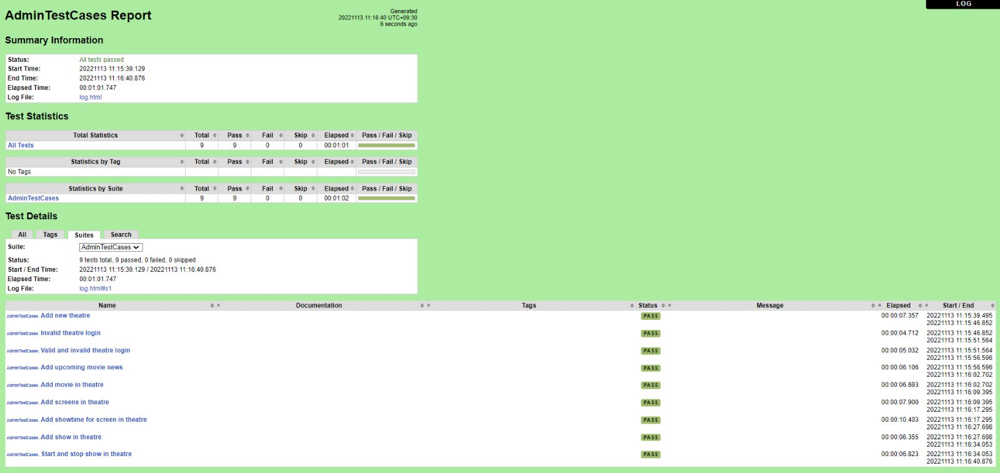 LOG
AdminTestCases Report
Generated
20221113 11:16:40 UTC+09:30
6 seconds ago
Summary Information
Status: All tests passed
Start Time: 20221113 11:15:39.129
End Time: 20221113 11:16:40.876
Elapsed Time: 00:01:01.747
Log File: log.html
Test Statistics
Total Statistics Total Pass Fail Skip Elapsed Pass / Fail / Skip
All Tests 9 9 0 0 00:01:01
Statistics by Tag Total Pass Fail Skip Elapsed Pass / Fail / Skip
No Tags
Statistics by Suite Total Pass Fail Skip Elapsed Pass / Fail / Skip
AdminTestCases 9 9 0 0 00:01:02
Test Details
All Tags Suites Search
Suite: AdminTestCases
Status: 9 tests total, 9 passed, 0 failed, 0 skipped
Start / End Time: 20221113 11:15:39.129 / 20221113 11:16:40.876
Elapsed Time: 00:01:01.747
Log File: log.html#s1
Name × Documentation × Tags Status × Message × Elapsed × Start / End
AdminTestCases . Add new theatre PASS 00:00:07.357 20221113 11:15:39.495
20221113 11:15:46.852
AdminTestCases . Invalid theatre login PASS 00:00:04.712 20221113 11:15:46.852
20221113 11:15:51.564
AdminTestCases . Valid and invalid theatre login PASS 00:00:05.032 20221113 11:15:51.564
20221113 11:15:56.596
AdminTestCases . Add upcoming movie news PASS 00:00:06.106 20221113 11:15:56.596
20221113 11:16:02.702
AdminTestCases . Add movie in theatre PASS 00:00:06.693 20221113 11:16:02.702
20221113 11:16:09.395
AdminTestCases . Add screens in theatre PASS 00:00:07.900 20221113 11:16:09.395
20221113 11:16:17.295
AdminTestCases . Add showtime for screen in theatre PASS 00:00:10.403 20221113 11:16:17.295
20221113 11:16:27.698
AdminTestCases . Add show in theatre PASS 00:00:06.355 20221113 11:16:27.698
20221113 11:16:34.053
AdminTestCases . Start and stop show in theatre PASS 00:00:06.823 20221113 11:16:34.053
20221113 11:16:40.876